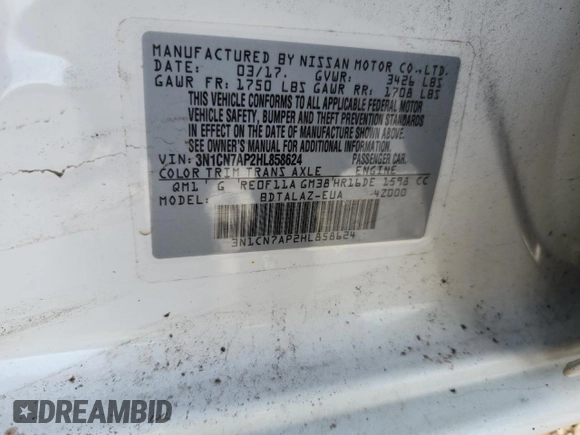 MANUFACTURED BY NISSAN MOTOR CO.,LTD.
DATE: 03/17. GVWR: 3426 LBS
GAWR FR: 1750 LBS GAWR RR: 1708 LBS
THIS VEHICLE CONFORMS TO ALL APPLICABLE FEDERAL MOTOR
VEHICLE SAFETY, BUMPER AND THEFT PREVENTION STANDARDS
IN EFFECT ON THE DATE OF MANUFACTURE SHOWN ABOVE.
*SEE OWNER'S MANUAL FOR ADDITIONAL INFORMATION
VIN: 3N1CN7AP2HL858624 PASSENGER CAR.
COLOR TRIM TRANS AXLE ENGINE
QM1 ' G 'RE0F11A GM38'HR16DE 1598 CC
MODEL: BDTALAZ-EUA -4Z000
3N1CN7AP2HL858624
DREAMBID